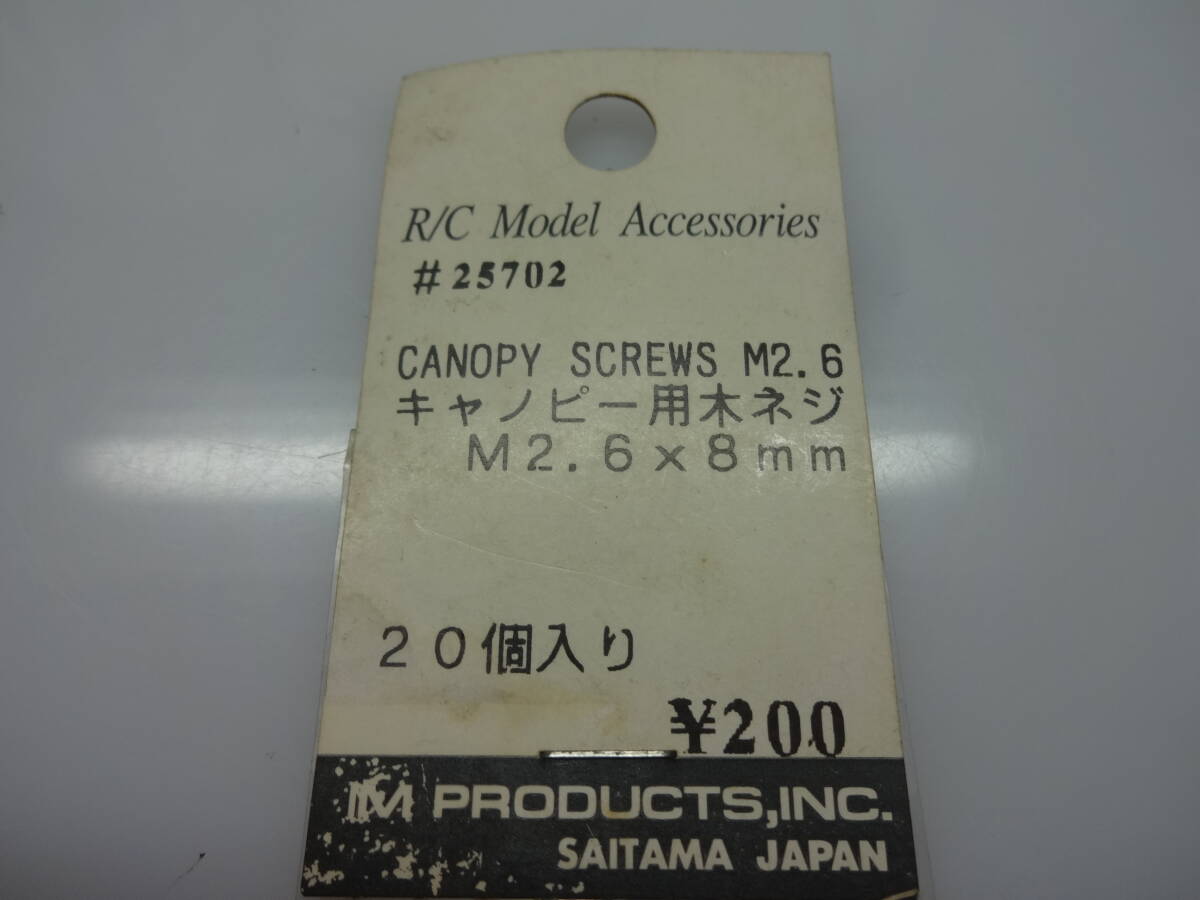 R/C Model Accessories
#25702
CANOPY SCREWS M2.6
キャノピー用木ネジ
M2.6×8mm
20個入り
¥200
IM PRODUCTS,INC.
SAITAMA JAPAN